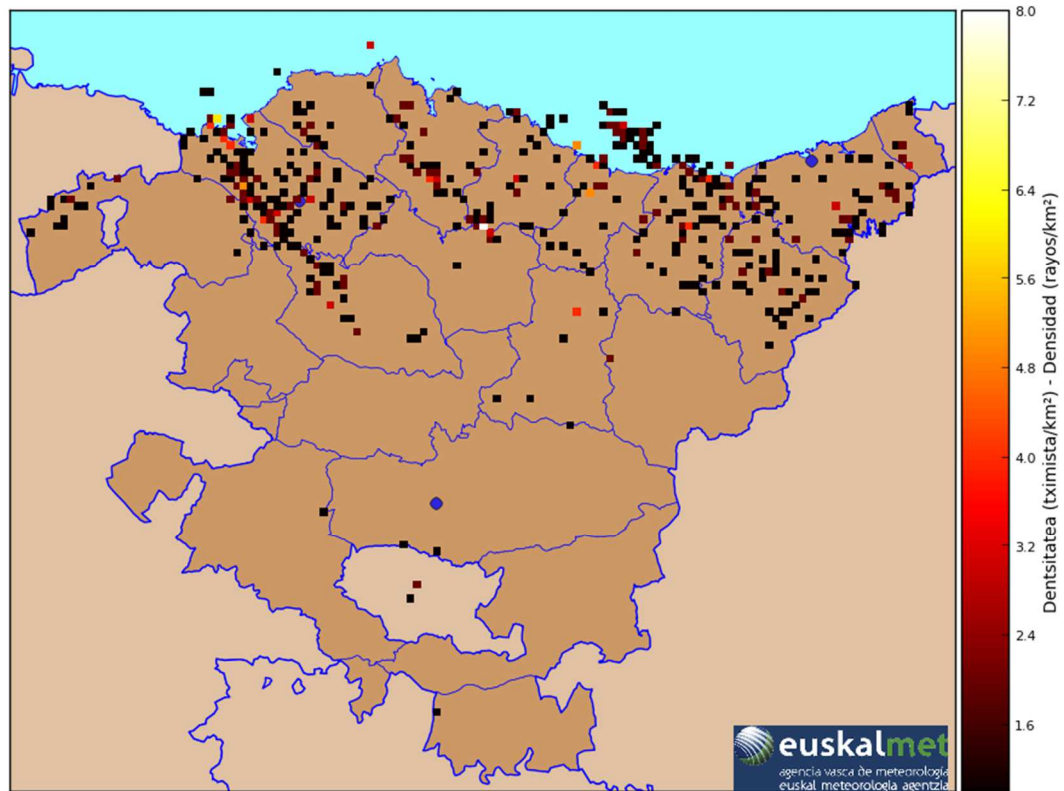 8.0
7.2
6.4
5.6
4.8
4.0
3.2
2.4
1.6
Dentsitatea (tximista/km²) - Densidad (rayos/km²)
euskalmet
agencia vasca de meteorología
euskal meteorologia agentzia